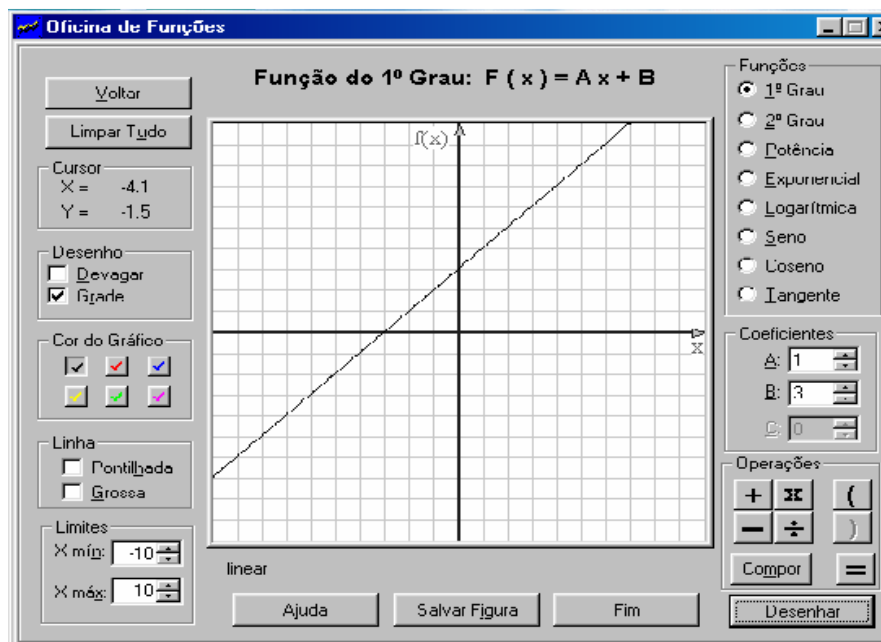 Oficina de Funções
Voltar
Limpar Tudo
Cursor
X = -4.1
Y = -1.5
Desenho
Devagar
Grade
Cor do Gráfico
Linha
Pontilhada
Grossa
Limites
X mín: -10
X máx: 10
Função do 1º Grau: F ( x ) = A x + B
f(x)
x
linear
Ajuda
Salvar Figura
Fim
Funções
1º Grau
2º Grau
Potência
Exponencial
Logarítmica
Seno
Coseno
Tangente
Coeficientes
A: 1
B: 3
C: 0
Operações
+ x (
− ÷ )
Compor =
Desenhar